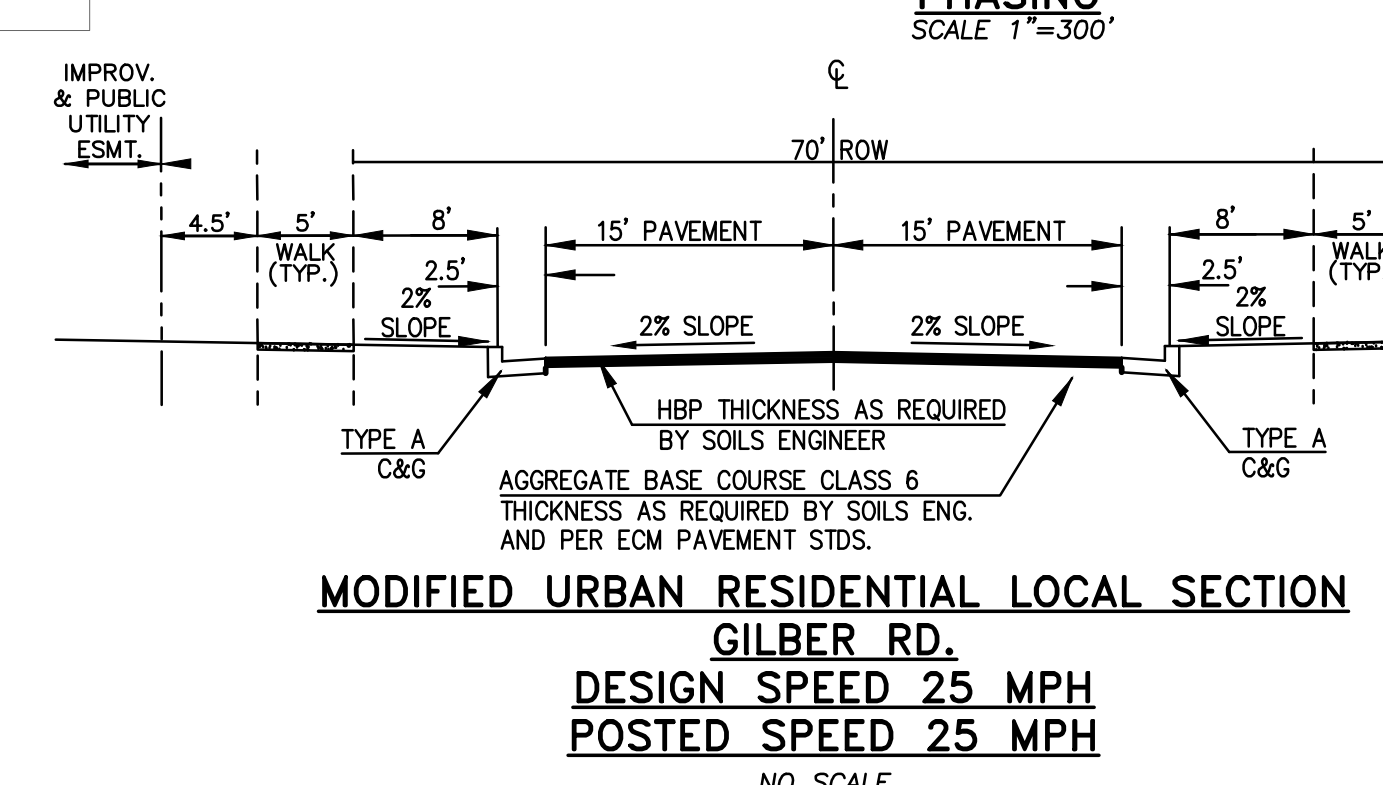 PHASING
SCALE 1"=300'
IMPROV.
& PUBLIC
UTILITY
ESMT.
℄
70' ROW
4.5'
5'
WALK
(TYP.)
8'
15' PAVEMENT
15' PAVEMENT
8'
5'
WALK
(TYP
2.5'
2.5'
2%
SLOPE
2% SLOPE
2% SLOPE
2%
SLOPE
HBP THICKNESS AS REQUIRED
BY SOILS ENGINEER
TYPE A
C&G
TYPE A
C&G
AGGREGATE BASE COURSE CLASS 6
THICKNESS AS REQUIRED BY SOILS ENG.
AND PER ECM PAVEMENT STDS.
MODIFIED URBAN RESIDENTIAL LOCAL SECTION
GILBER RD.
DESIGN SPEED 25 MPH
POSTED SPEED 25 MPH
NO SCALE